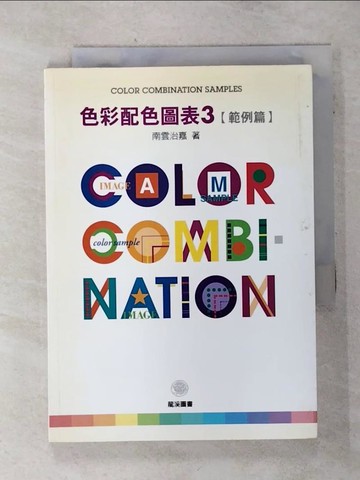 COLOR COMBINATION SAMPLES
色彩配色圖表3【範例篇】
南雲治嘉 著
COLOR
IMAGE A M
SAMPLE
COMBI-
color sample
NATION
IMAGE
龍溪圖書